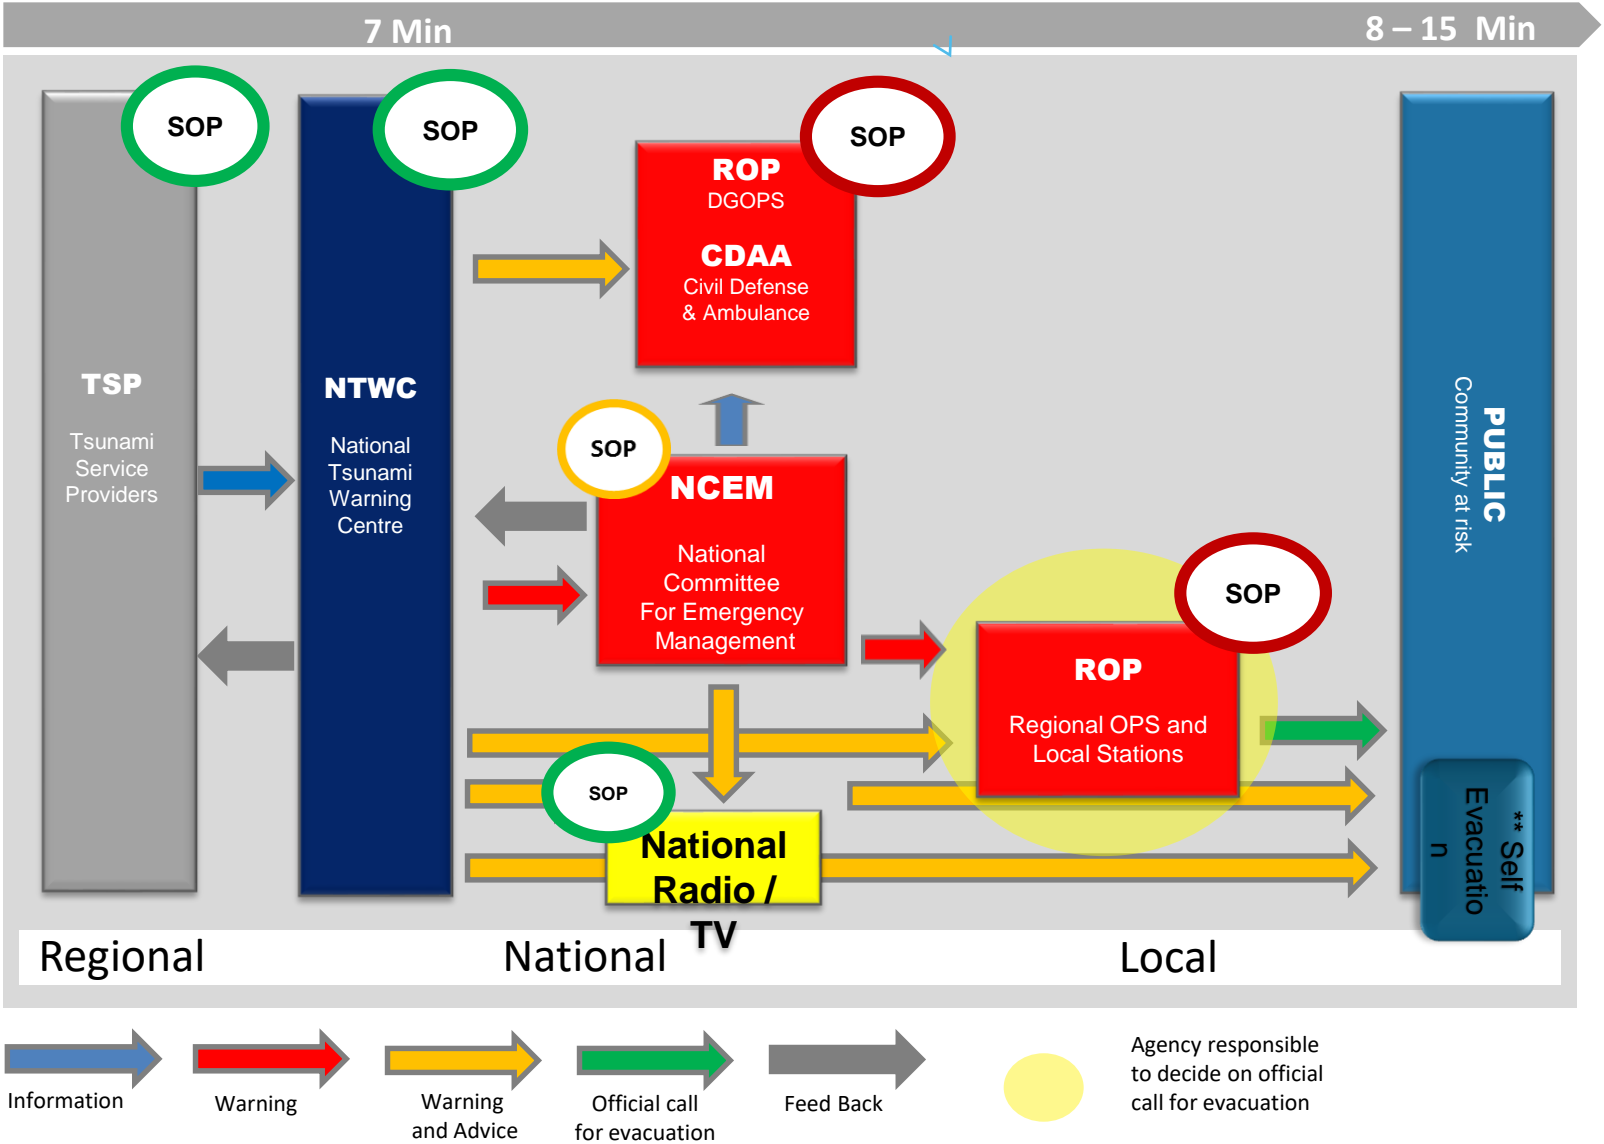 7 Min
8 – 15 Min
SOP
SOP
SOP
TSP
Tsunami
Service
Providers
NTWC
National
Tsunami
Warning
Centre
ROP
DGOPS
CDAA
Civil Defense
& Ambulance
SOP
NCEM
National
Committee
For Emergency
Management
SOP
ROP
Regional OPS and
Local Stations
SOP
National
Radio /
TV
PUBLIC
Community at risk
** Self
Evacuatio
n
Regional
National
Local
Information
Warning
Warning
and Advice
Official call
for evacuation
Feed Back
Agency responsible
to decide on official
call for evacuation